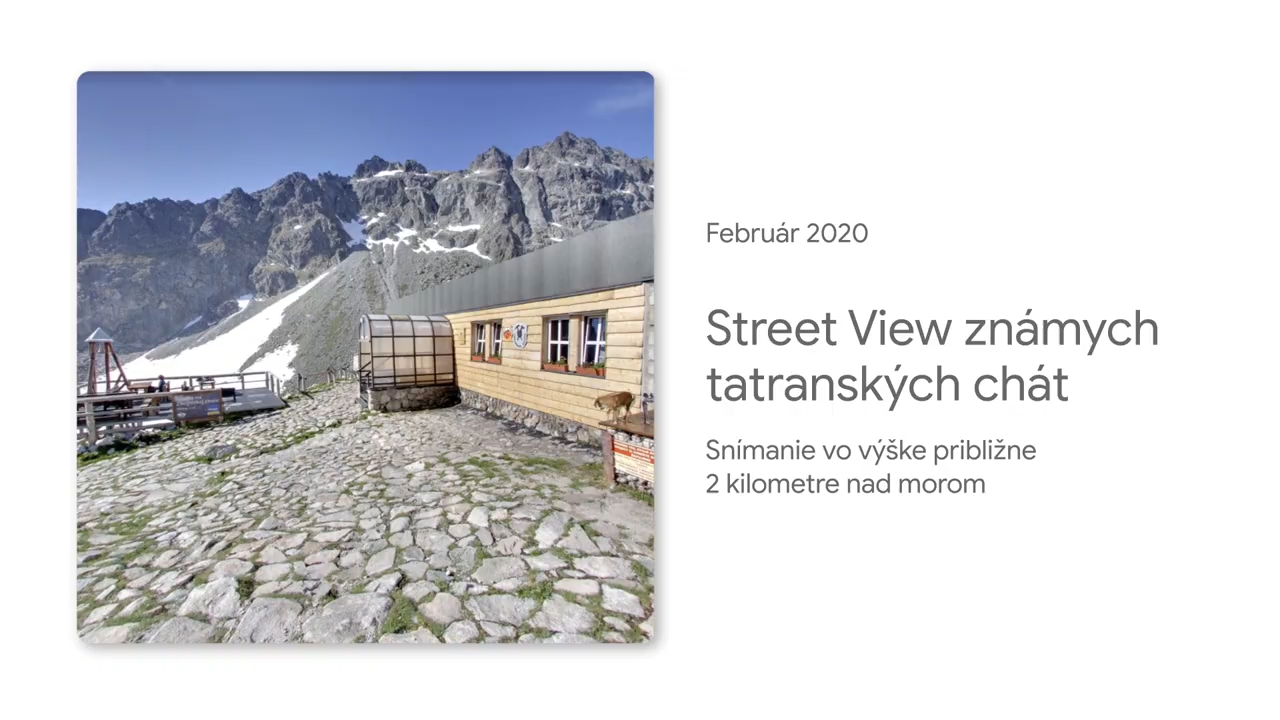 Február 2020
Street View známych
tatranských chát
Snímanie vo výške približne
2 kilometre nad morom